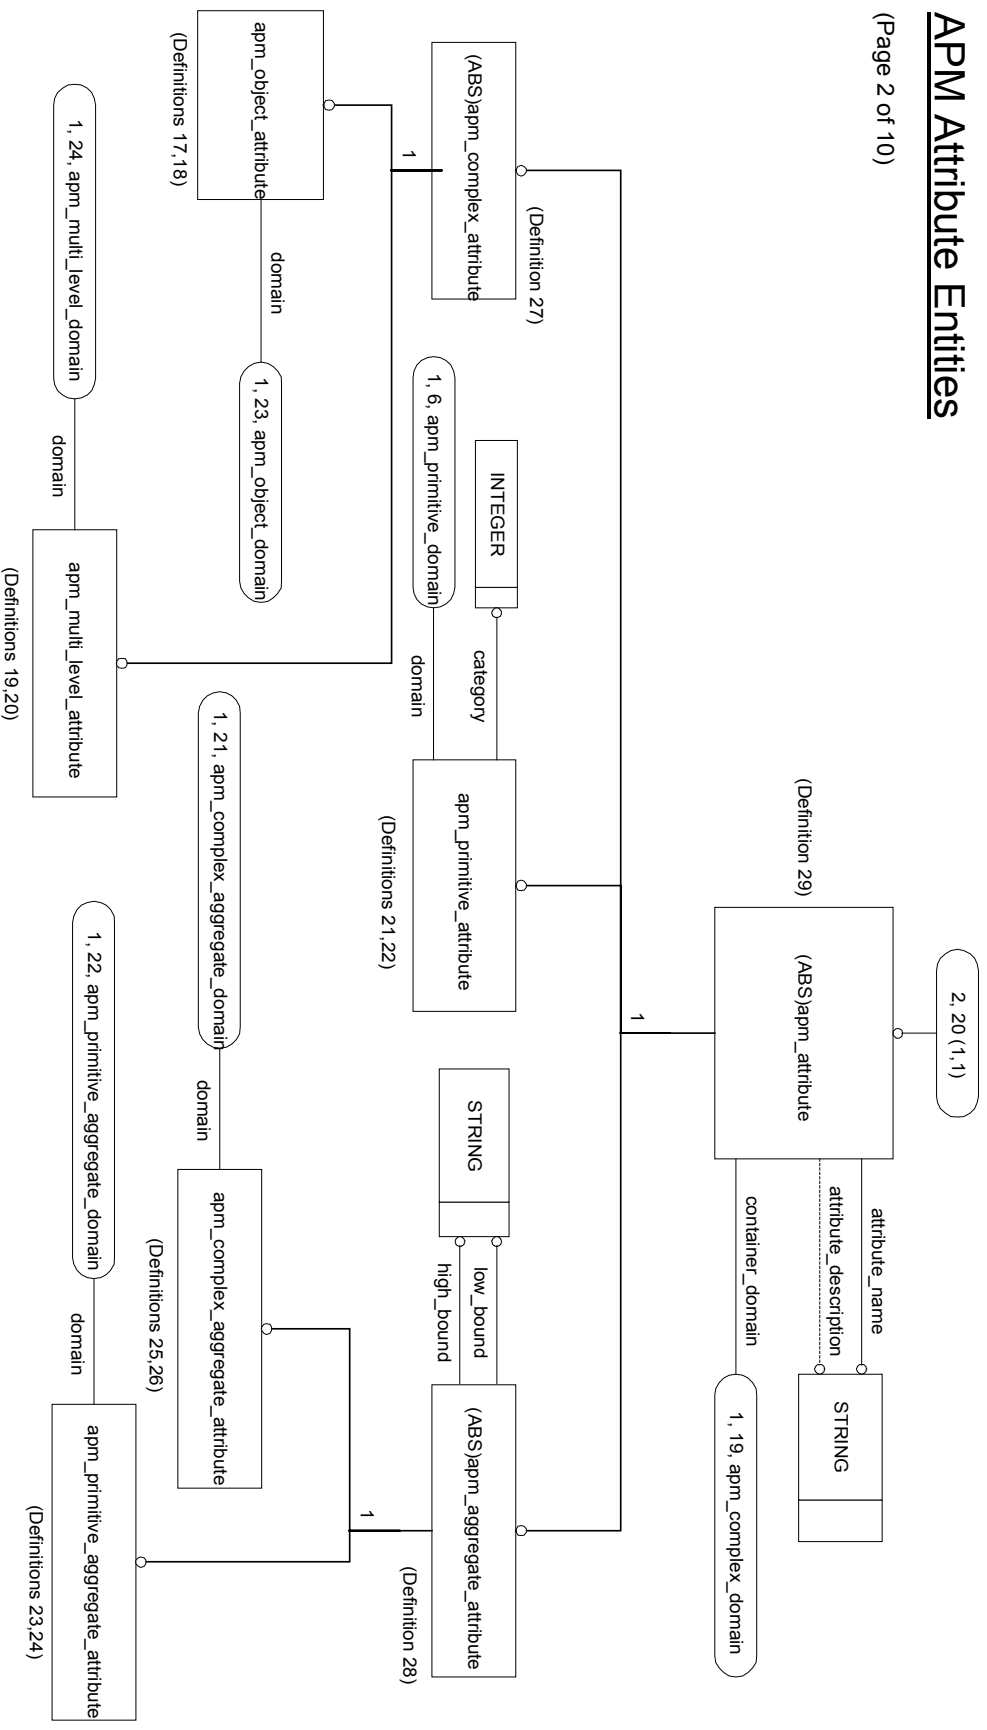 APM Attribute Entities
(Page 2 of 10)
2, 20 (1,1)
(Definition 29)
(ABS)apm_attribute
attribute_name
attribute_description
container_domain
STRING
1, 19, apm_complex_domain
1
(Definition 27)
(ABS)apm_complex_attribute
1
INTEGER
category
1, 6, apm_primitive_domain
domain
apm_primitive_attribute
(Definitions 21,22)
STRING
low_bound
high_bound
(ABS)apm_aggregate_attribute
(Definition 28)
1
apm_object_attribute
(Definitions 17,18)
domain
1, 23, apm_object_domain
1, 21, apm_complex_aggregate_domain
domain
apm_complex_aggregate_attribute
(Definitions 25,26)
1, 24, apm_multi_level_domain
domain
apm_multi_level_attribute
(Definitions 19,20)
1, 22, apm_primitive_aggregate_domain
domain
apm_primitive_aggregate_attribute
(Definitions 23,24)